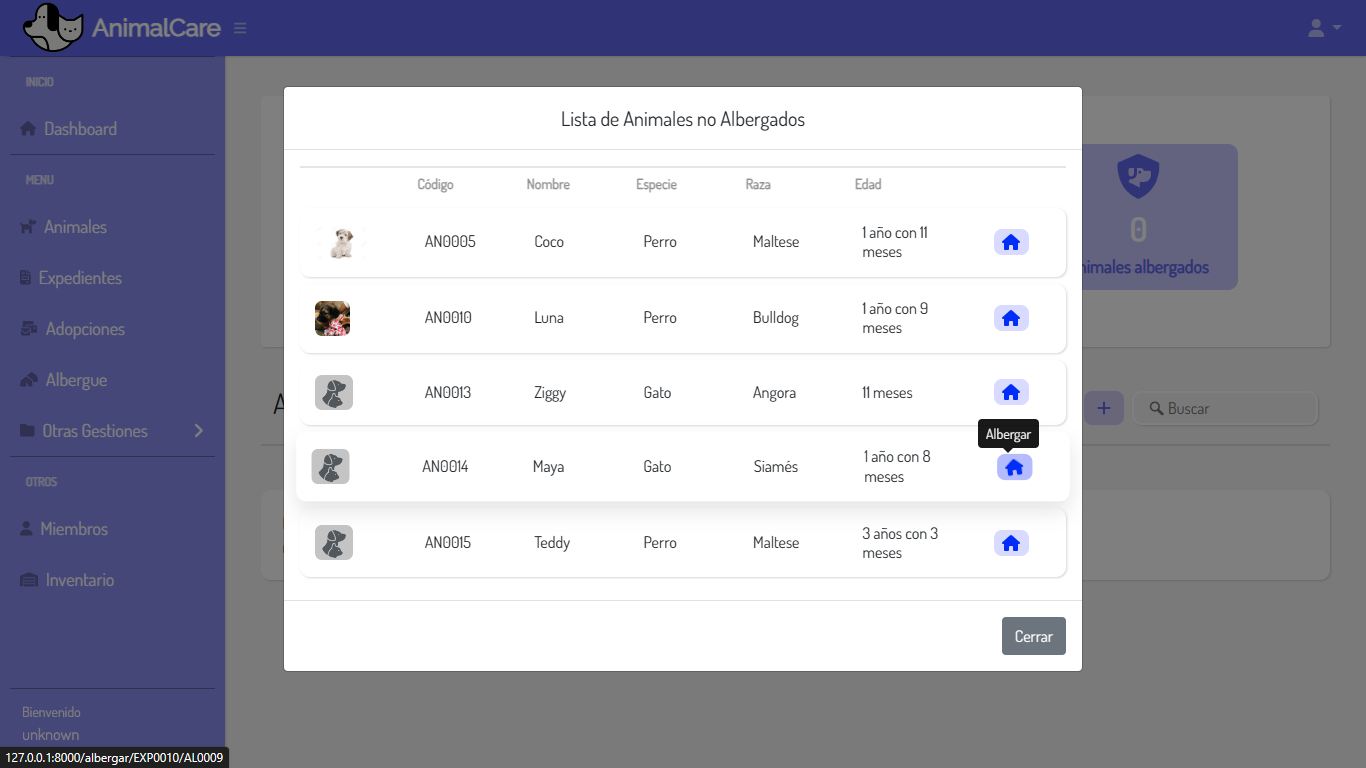 AnimalCare
INICIO
Dashboard
MENU
Animales
Expedientes
Adopciones
Albergue
Otras Gestiones
OTROS
Miembros
Inventario
Bienvenido
unknown
127.0.0.1:8000/albergar/EXP0010/AL0009
Lista de Animales no Albergados
Código Nombre Especie Raza Edad
AN0005 Coco Perro Maltese 1 año con 11
meses
AN0010 Luna Perro Bulldog 1 año con 9
meses
AN0013 Ziggy Gato Angora 11 meses
Albergar
AN0014 Maya Gato Siamés 1 año con 8
meses
AN0015 Teddy Perro Maltese 3 años con 3
meses
Cerrar
0
nimales albergados
A
+ Buscar